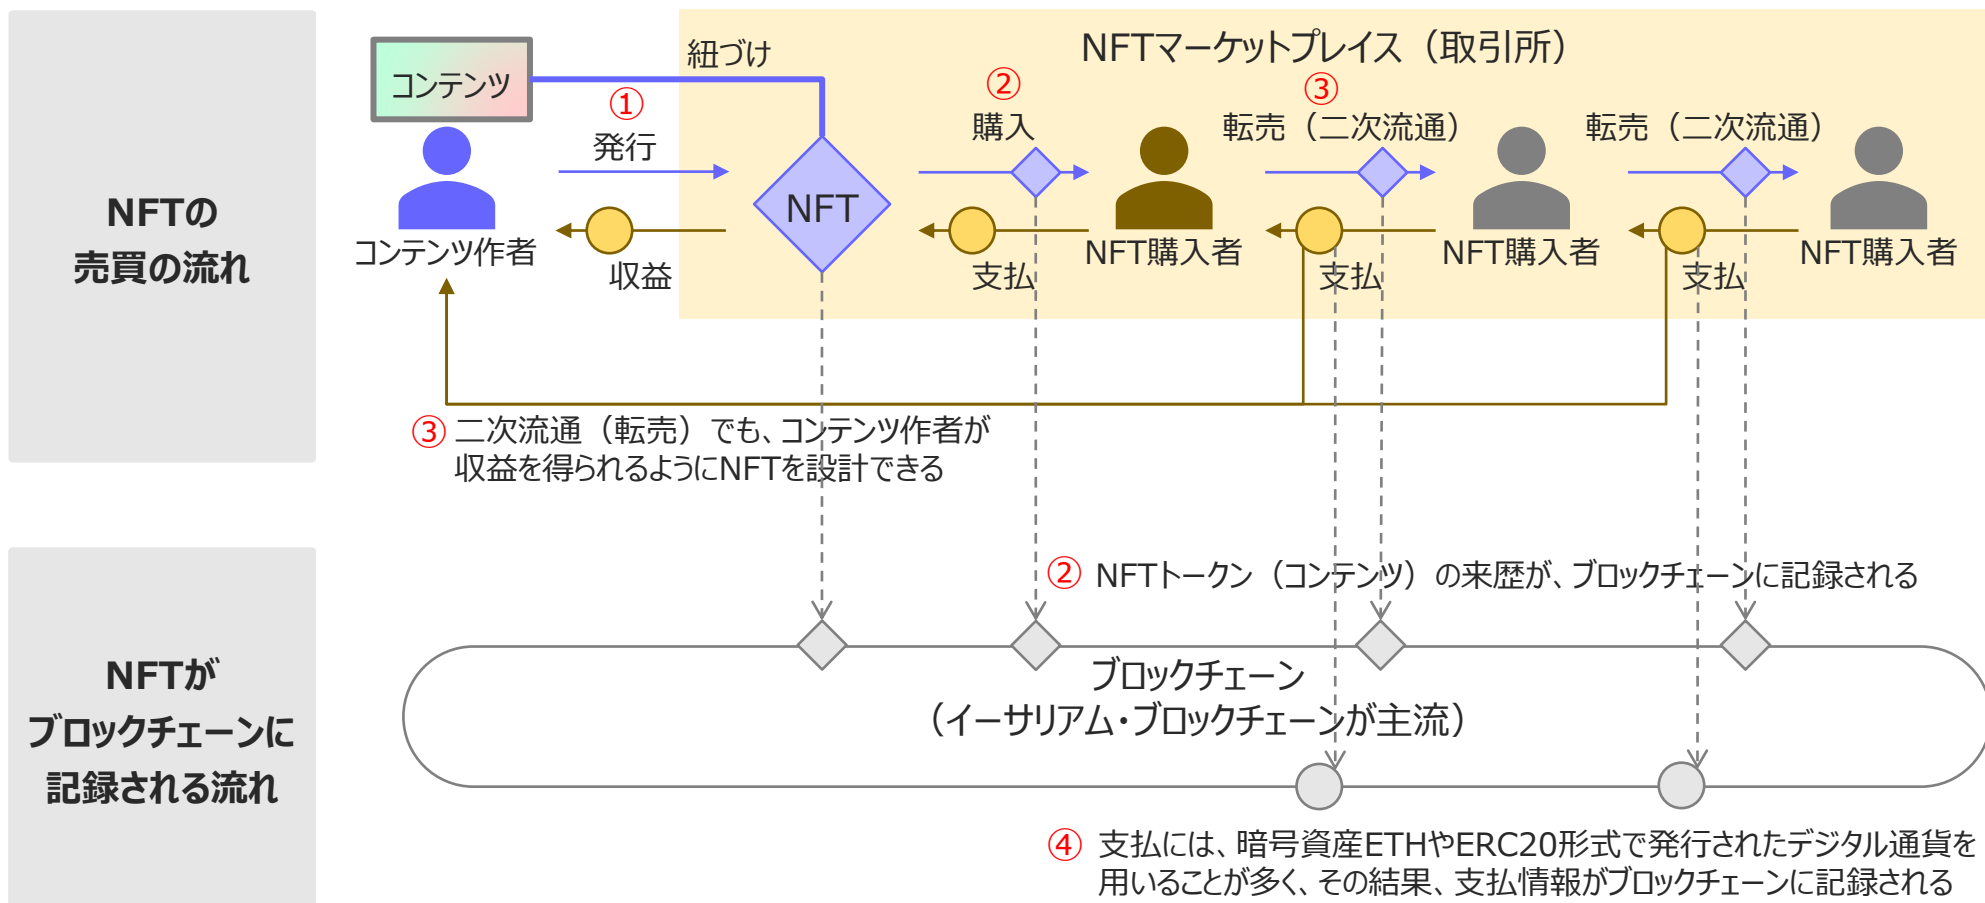 NFTの
売買の流れ
コンテンツ
紐づけ
NFTマーケットプレイス（取引所）
①
発行
②
購入
③
転売（二次流通）
転売（二次流通）
NFT
コンテンツ作者
収益
支払
NFT購入者
支払
NFT購入者
支払
NFT購入者
③ 二次流通（転売）でも、コンテンツ作者が
収益を得られるようにNFTを設計できる
NFTが
ブロックチェーンに
記録される流れ
② NFTトークン（コンテンツ）の来歴が、ブロックチェーンに記録される
ブロックチェーン
（イーサリアム・ブロックチェーンが主流）
④ 支払には、暗号資産ETHやERC20形式で発行されたデジタル通貨を
用いることが多く、その結果、支払情報がブロックチェーンに記録される